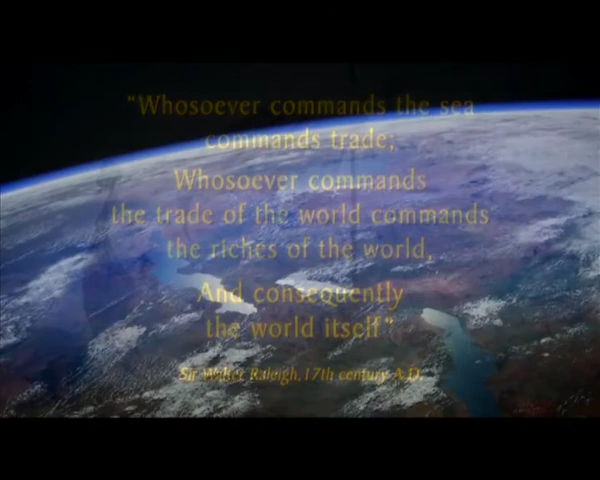 "Whosoever commands the sea
commands trade;
Whosoever commands
the trade of the world commands
the riches of the world,
And consequently
the world itself"
Sir Walter Raleigh, 17th century A.D.